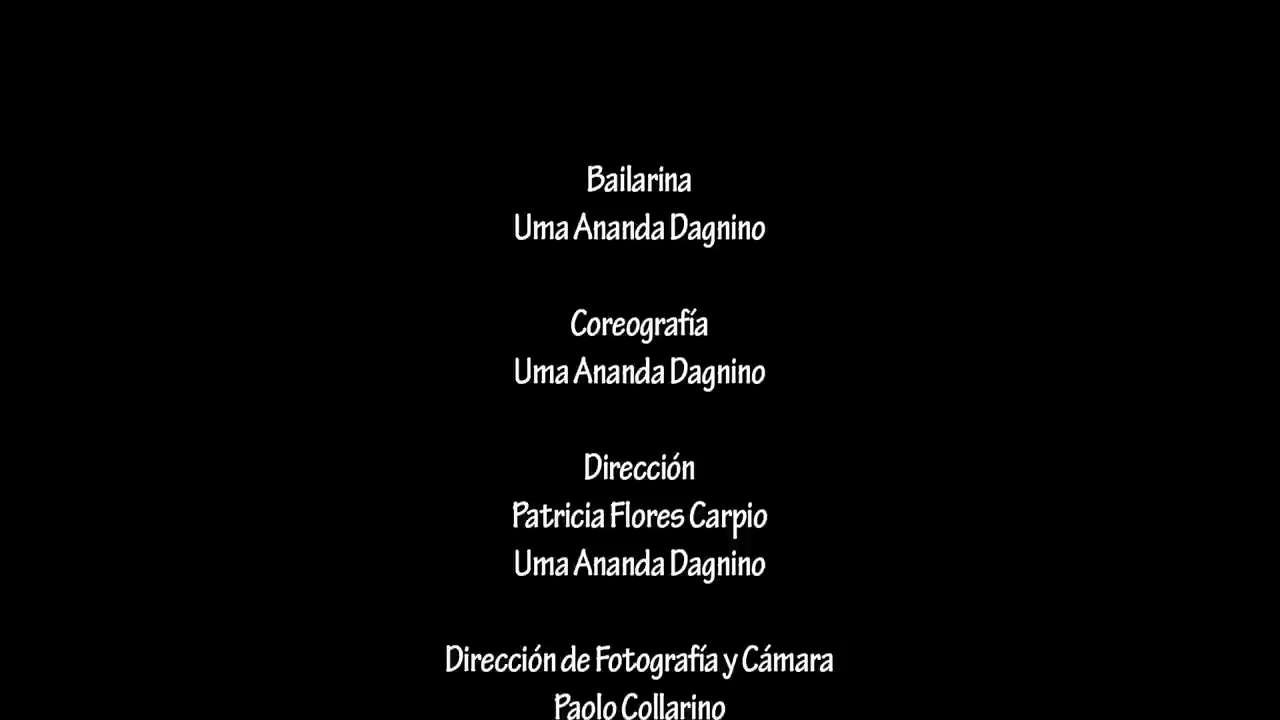 Bailarina
Uma Ananda Dagnino
Coreografía
Uma Ananda Dagnino
Dirección
Patricia Flores Carpio
Uma Ananda Dagnino
Dirección de Fotografía y Cámara
Paolo Collarino